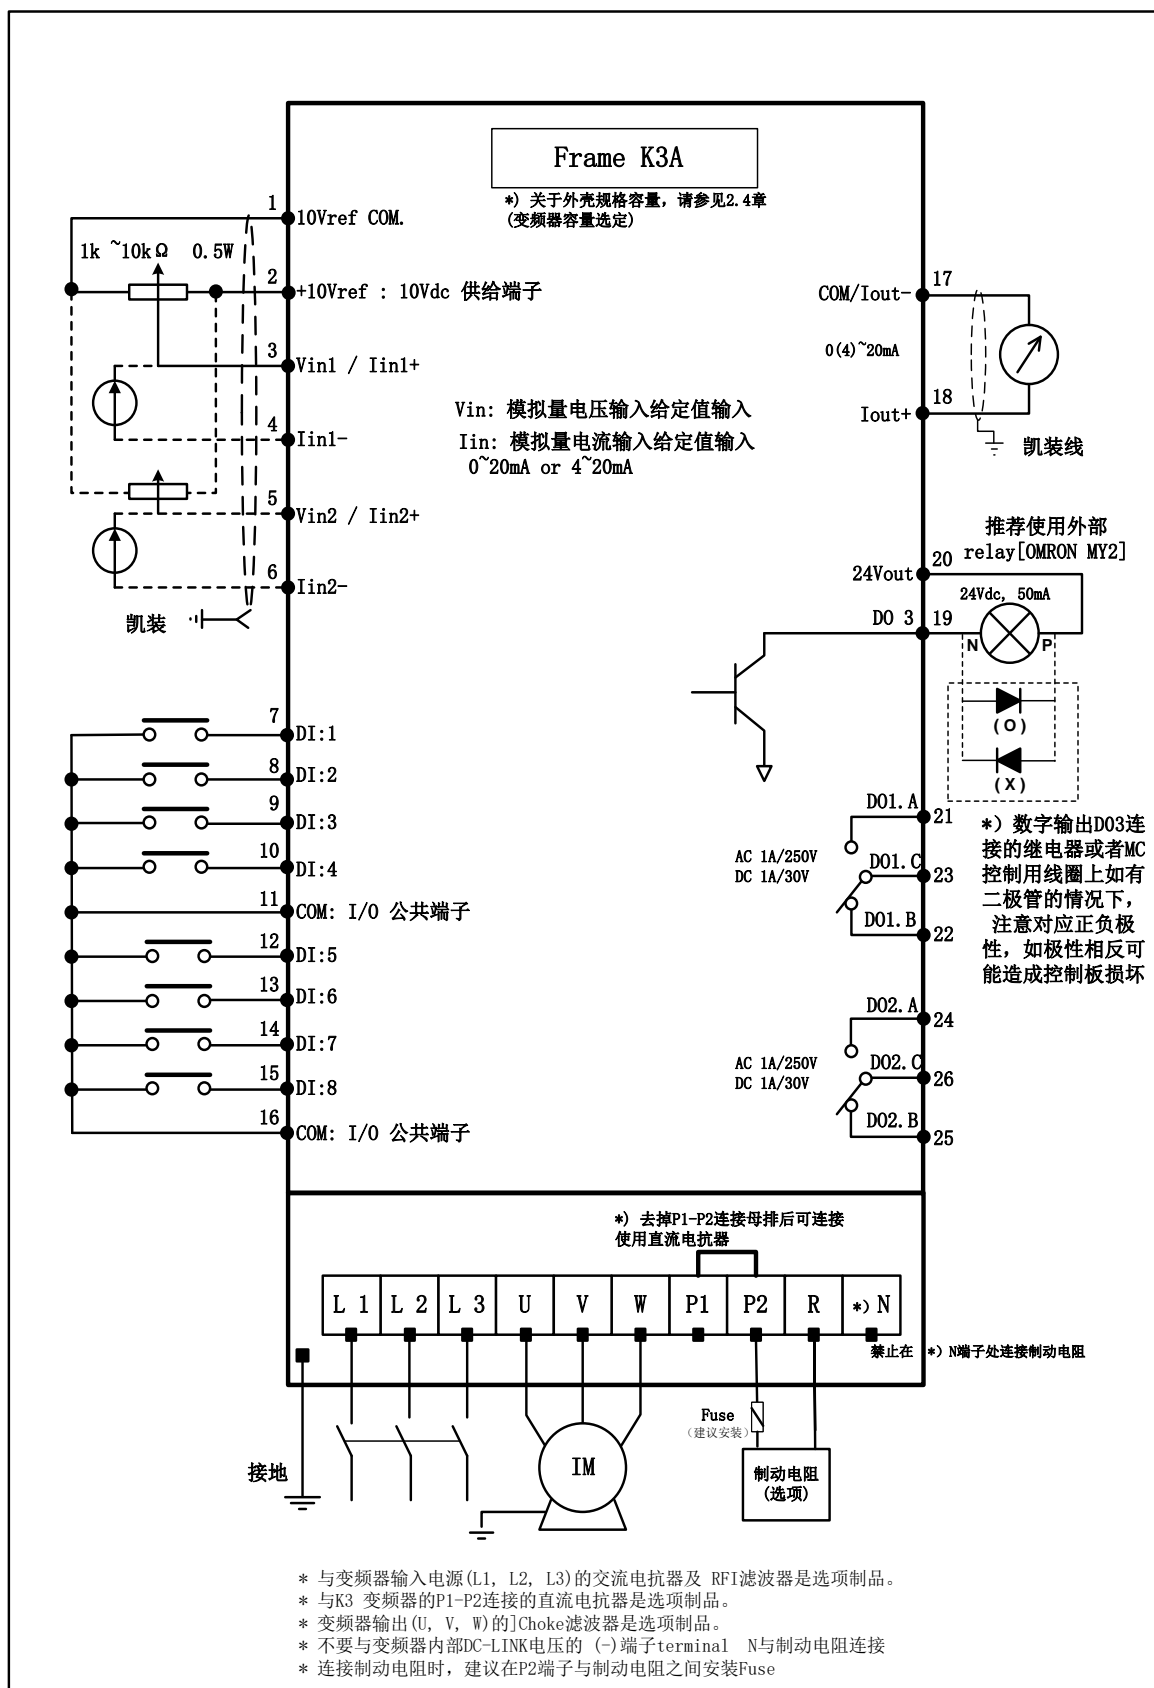 Frame K3A
*) 关于外壳规格容量，请参见2.4章
(变频器容量选定)
1
10Vref COM.
1k ~10kΩ 0.5W
2
+10Vref : 10Vdc 供给端子
3
Vin1 / Iin1+
4
Iin1-
5
Vin2 / Iin2+
6
Iin2-
凯装
Vin: 模拟量电压输入给定值输入
Iin: 模拟量电流输入给定值输入
0~20mA or 4~20mA
17
COM/Iout-
0(4)~20mA
18
Iout+
凯装线
推荐使用外部
relay[OMRON MY2]
20
24Vout
24Vdc, 50mA
DO 3
19
N
P
(O)
(X)
7
DI:1
8
DI:2
9
DI:3
10
DI:4
11
COM: I/O 公共端子
12
DI:5
13
DI:6
14
DI:7
15
DI:8
16
COM: I/O 公共端子
DO1.A
21
AC 1A/250V
DC 1A/30V
DO1.C
23
DO1.B
22
*) 数字输出DO3连
接的继电器或者MC
控制用线圈上如有
二极管的情况下，
注意对应正负极
性，如极性相反可
能造成控制板损坏
DO2.A
24
AC 1A/250V
DC 1A/30V
DO2.C
26
DO2.B
25
*) 去掉P1-P2连接母排后可连接
使用直流电抗器
L 1 L 2 L 3 U V W P1 P2 R *) N
禁止在 *) N端子处连接制动电阻
接地
IM
Fuse
(建议安装)
制动电阻
(选项)
* 与变频器输入电源(L1, L2, L3)的交流电抗器及 RFI滤波器是选项制品。
* 与K3 变频器的P1-P2连接的直流电抗器是选项制品。
* 变频器输出(U, V, W)的]Choke滤波器是选项制品。
* 不要与变频器内部DC-LINK电压的 (-)端子terminal N与制动电阻连接
* 连接制动电阻时，建议在P2端子与制动电阻之间安装Fuse